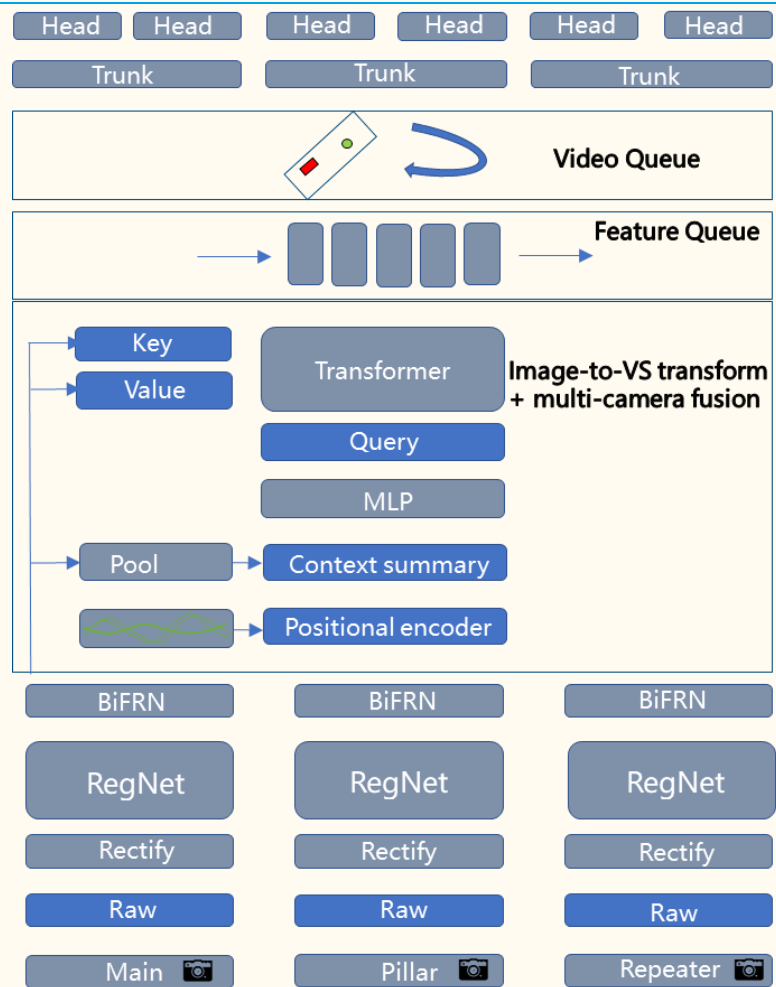 Head Head Head Head Head Head
Trunk Trunk Trunk
Video Queue
Feature Queue
Key
Value
Transformer
Image-to-VS transform
+ multi-camera fusion
Query
MLP
Pool Context summary
Positional encoder
BiFRN BiFRN BiFRN
RegNet RegNet RegNet
Rectify Rectify Rectify
Raw Raw Raw
Main Pillar Repeater